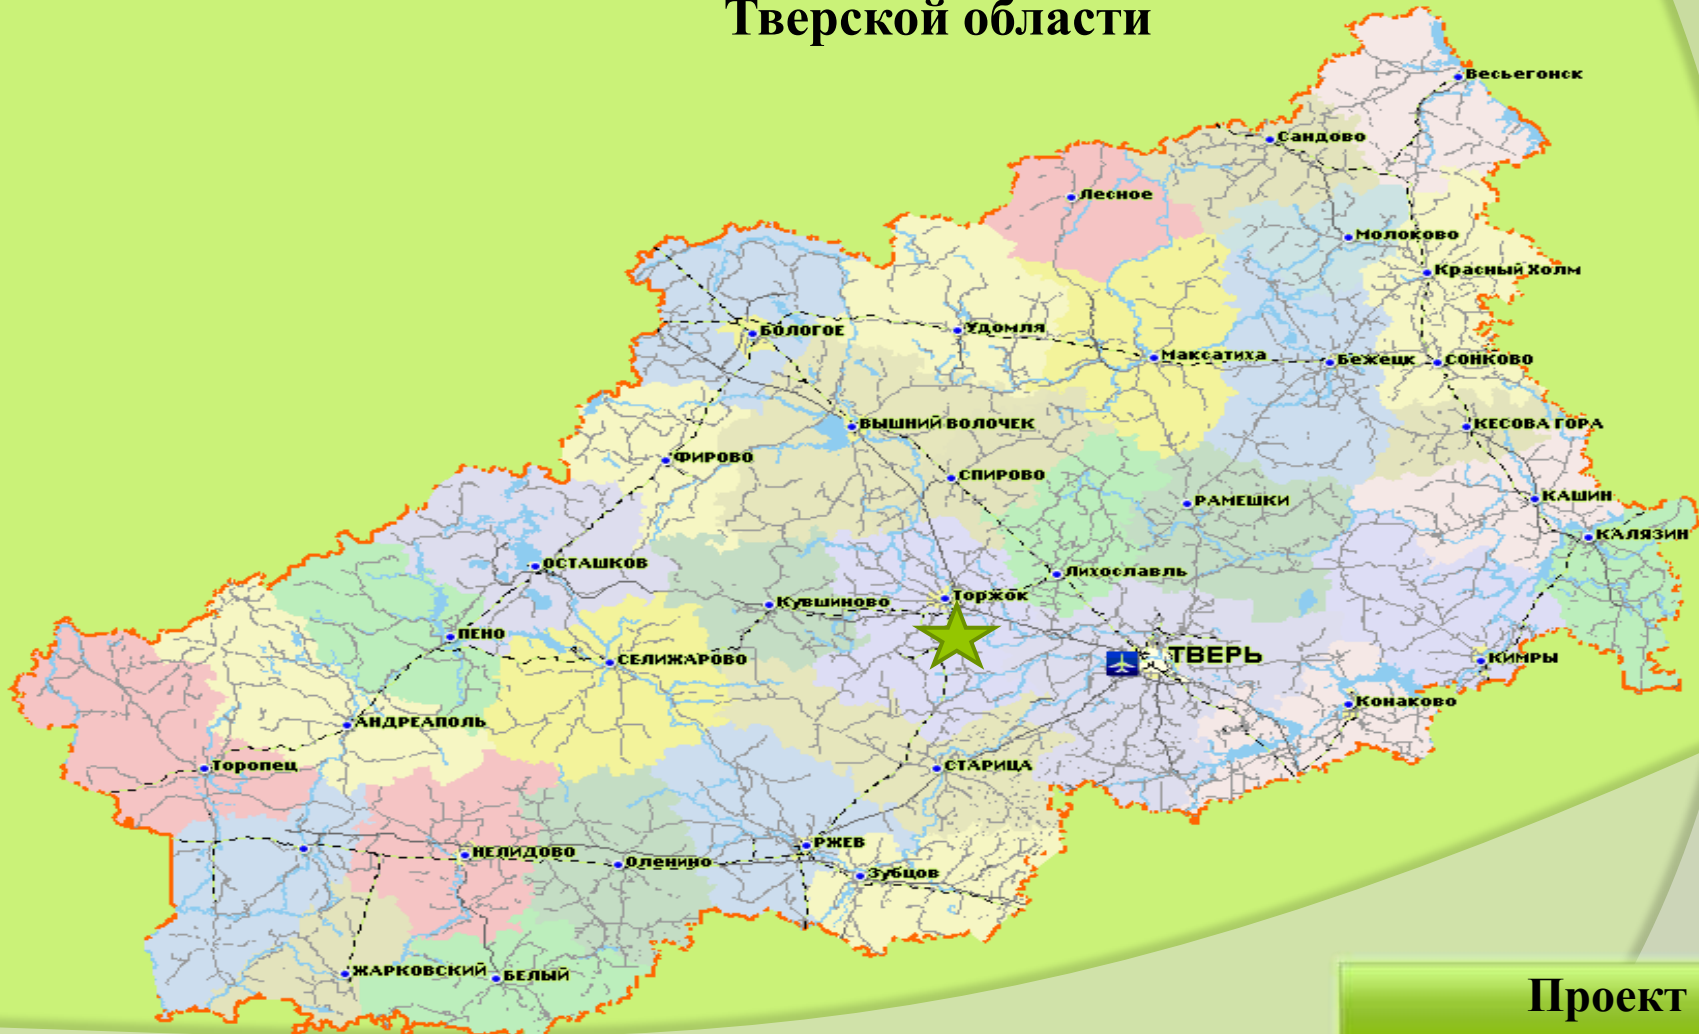 Тверской области
Весьегонск
Сандово
Лесное
Молоково
Красный Холм
БОЛОГОЕ
Удомля
Максатиха
Бежецк
СОНКОВО
ВЫШНИЙ ВОЛОЧЕК
КЕСОВА ГОРА
ФИРОВО
СПИРОВО
РАМЕШКИ
КАШИН
КАЛЯЗИН
ОСТАШКОВ
Лихославль
Кувшиново
Торжок
ПЕНО
СЕЛИЖАРОВО
ТВЕРЬ
КИМРЫ
Конаково
АНДРЕАПОЛЬ
Торопец
СТАРИЦА
РЖЕВ
НЕЛИДОВО
Оленино
Зубцов
ЖАРКОВСКИЙ
БЕЛЫЙ
Проект